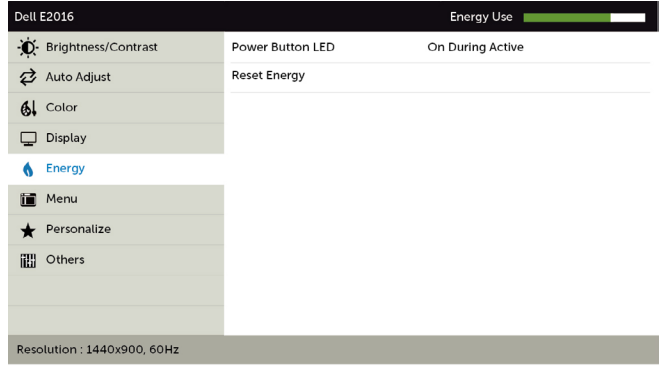 Dell E2016 Energy Use
Brightness/Contrast Power Button LED On During Active
Auto Adjust Reset Energy
Color
Display
Energy
Menu
Personalize
Others
Resolution : 1440x900, 60Hz